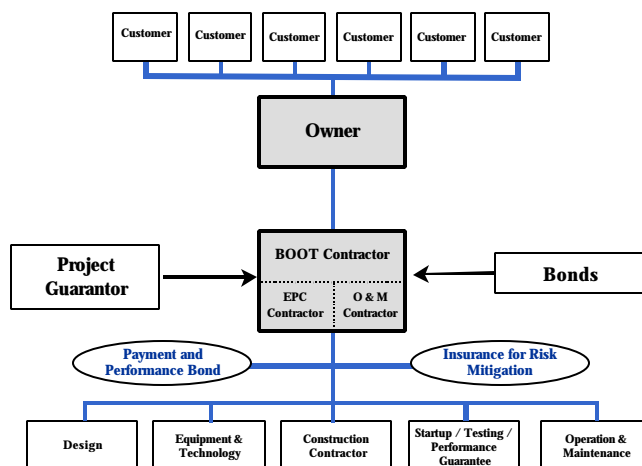 Customer Customer Customer Customer Customer Customer
Owner
BOOT Contractor
EPC
Contractor
O & M
Contractor
Project
Guarantor
Bonds
Payment and
Performance Bond
Insurance for Risk
Mitigation
Design
Equipment &
Technology
Construction
Contractor
Startup / Testing /
Performance
Guarantee
Operation &
Maintenance